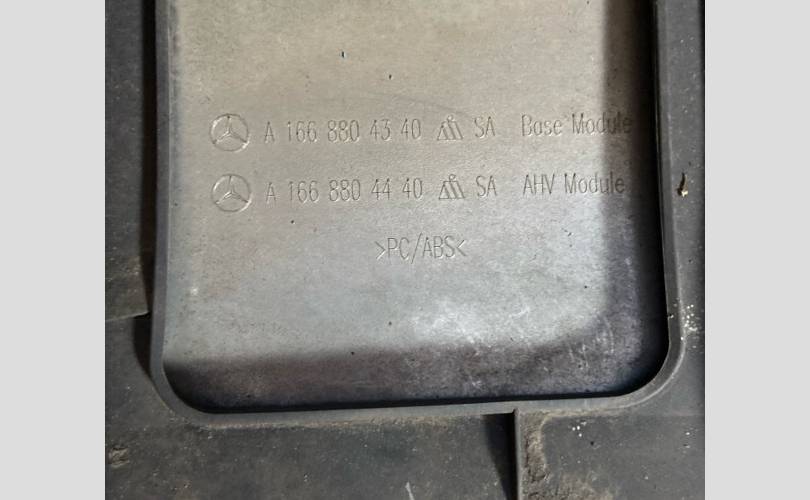 A 166 880 43 40 SA Base Module
A 166 880 44 40 SA AHV Module
>PC/ABS<